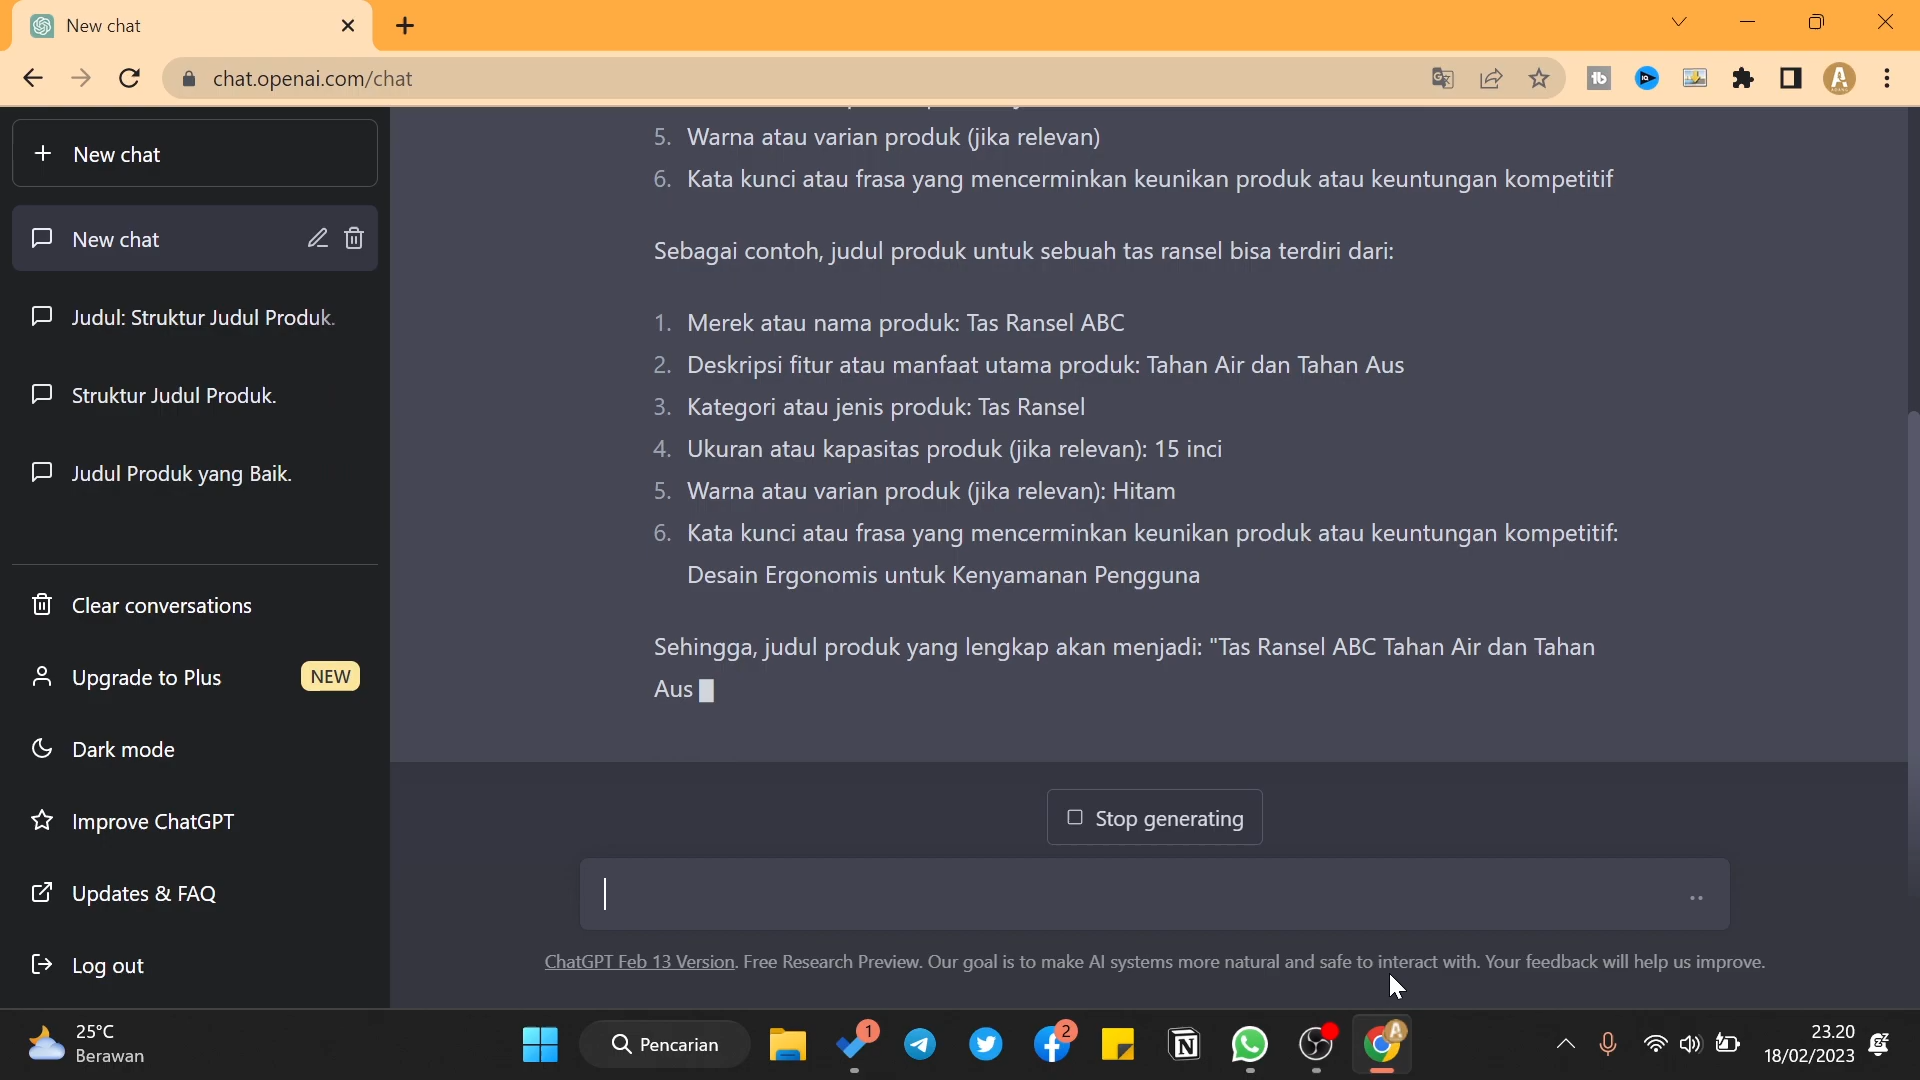 New chat
chat.openai.com/chat
New chat
New chat
Judul: Struktur Judul Produk.
Struktur Judul Produk.
Judul Produk yang Baik.
Clear conversations
Upgrade to Plus NEW
Dark mode
Improve ChatGPT
Updates & FAQ
Log out
5. Warna atau varian produk (jika relevan)
6. Kata kunci atau frasa yang mencerminkan keunikan produk atau keuntungan kompetitif
Sebagai contoh, judul produk untuk sebuah tas ransel bisa terdiri dari:
1. Merek atau nama produk: Tas Ransel ABC
2. Deskripsi fitur atau manfaat utama produk: Tahan Air dan Tahan Aus
3. Kategori atau jenis produk: Tas Ransel
4. Ukuran atau kapasitas produk (jika relevan): 15 inci
5. Warna atau varian produk (jika relevan): Hitam
6. Kata kunci atau frasa yang mencerminkan keunikan produk atau keuntungan kompetitif:
Desain Ergonomis untuk Kenyamanan Pengguna
Sehingga, judul produk yang lengkap akan menjadi: "Tas Ransel ABC Tahan Air dan Tahan
Aus
Stop generating
ChatGPT Feb 13 Version. Free Research Preview. Our goal is to make AI systems more natural and safe to interact with. Your feedback will help us improve.
25°C
Berawan
Pencarian
1
2
23.20
18/02/2023